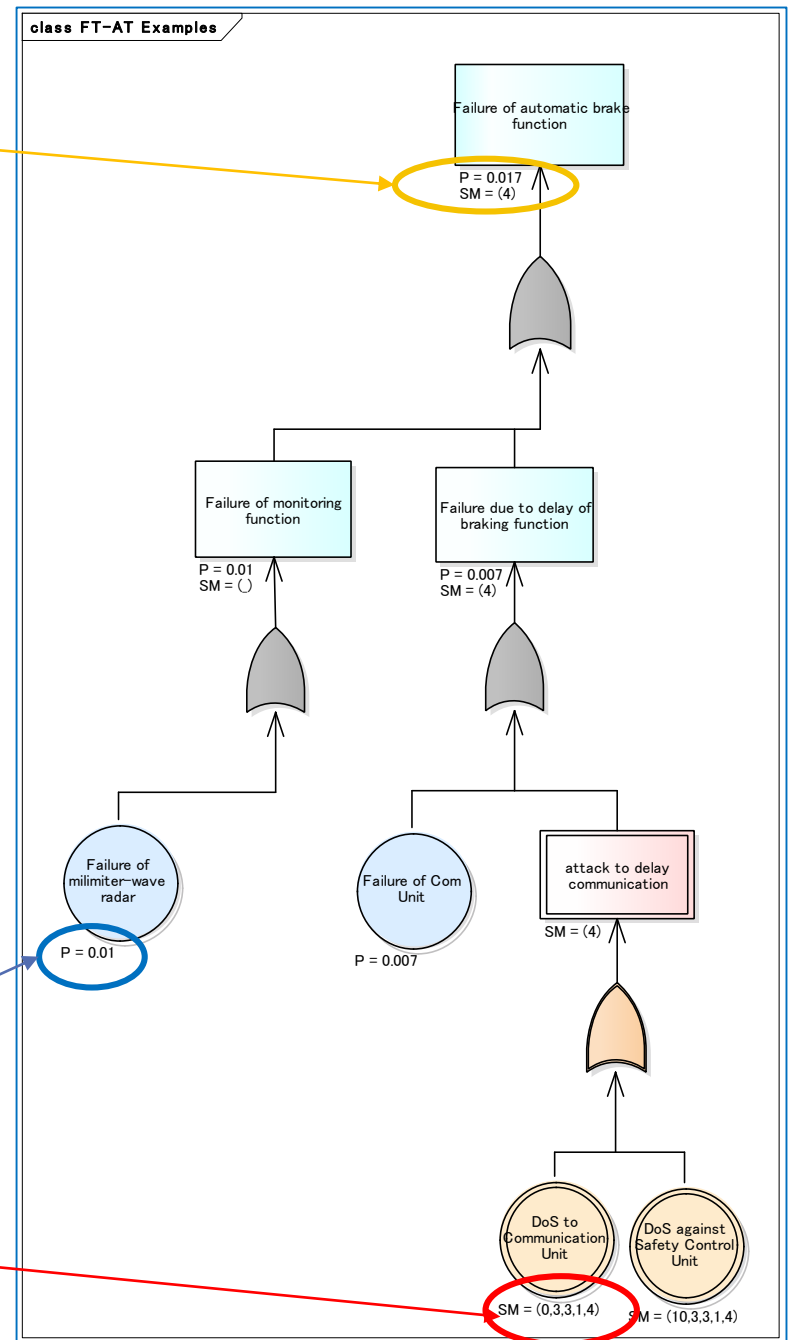 class FT-AT Examples
Failure of automatic brake
function
P = 0.017
SM = (4)
Failure of monitoring
function
P = 0.01
SM = (_)
Failure due to delay of
braking function
P = 0.007
SM = (4)
Failure of
milimiter-wave
radar
P = 0.01
Failure of Com
Unit
P = 0.007
attack to delay
communication
SM = (4)
DoS to
Communication
Unit
SM = (0,3,3,1,4)
DoS against
Safety Control
Unit
SM = (10,3,3,1,4)